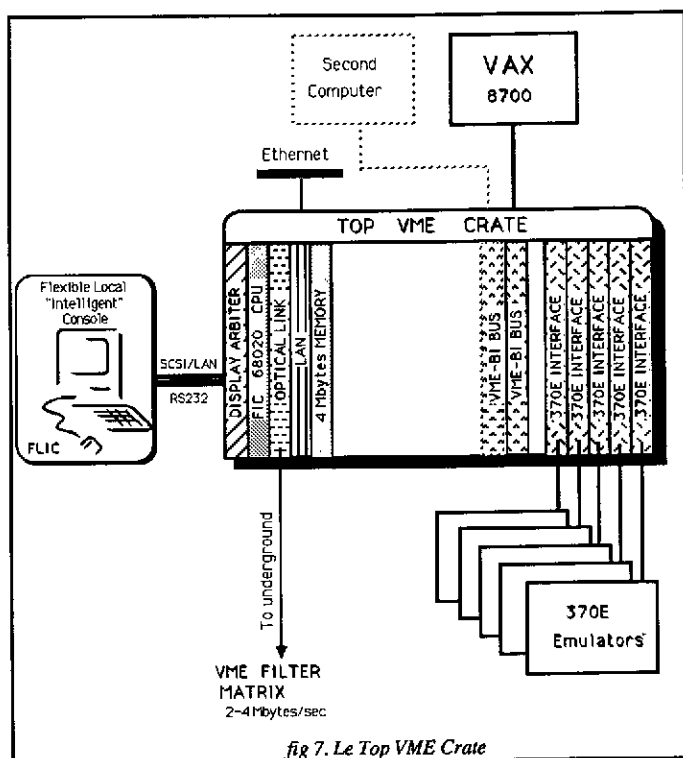 Second
Computer
VAX
8700
Ethernet
TOP VME CRATE
Flexible Local
"Intelligent"
Console
FLIC
SCSI/LAN
RS232
DISPLAY ARBITER
FIC 68020 CPU
OPTICAL LINK
LAN
4 Mbytes MEMORY
VME-BI BUS
VME-BI BUS
370E INTERFACE
370E INTERFACE
370E INTERFACE
370E INTERFACE
370E INTERFACE
To underground
VME FILTER
MATRIX
2-4 Mbytes/sec
370E
Emulators
fig 7. Le Top VME Crate